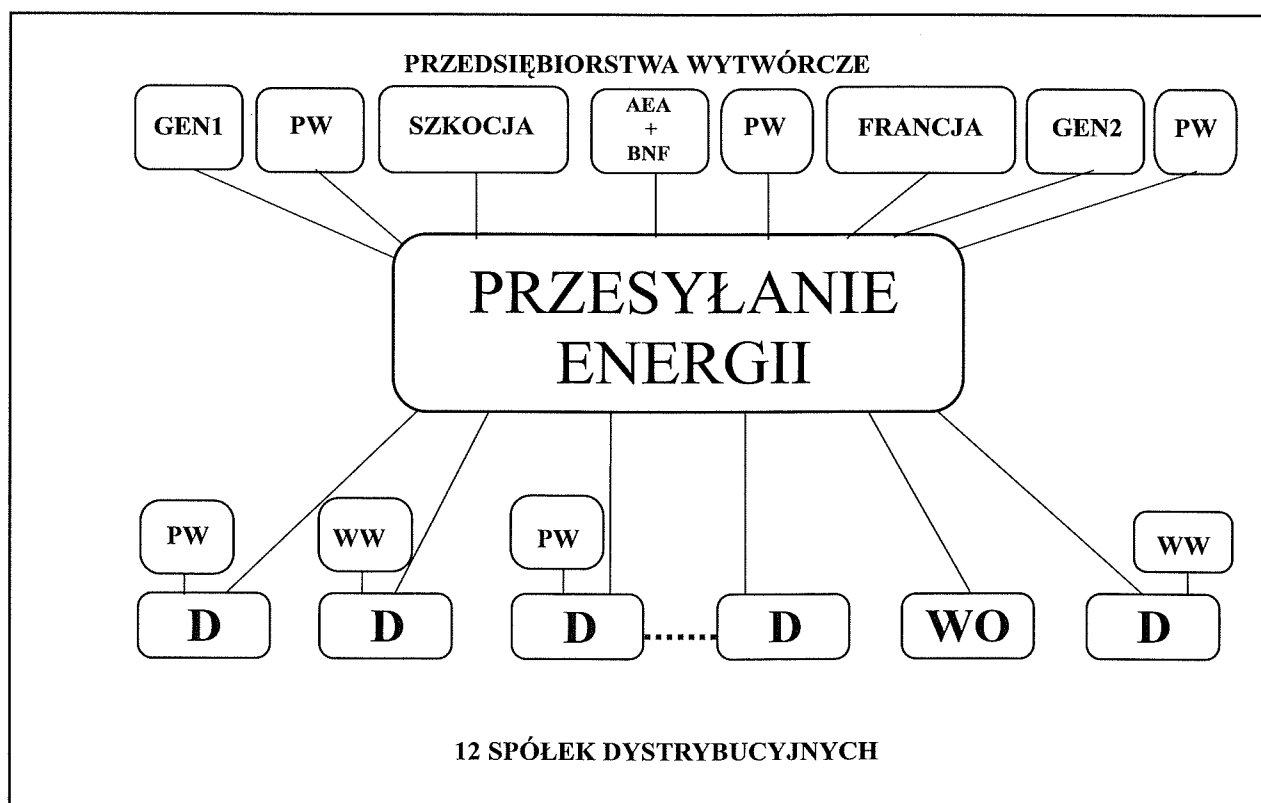 PRZEDSIĘBIORSTWA WYTWÓRCZE
GEN1
PW
SZKOCJA
AEA
+
BNF
PW
FRANCJA
GEN2
PW
PRZESYŁANIE
ENERGII
PW
WW
PW
WW
D
D
D
D
WO
D
12 SPÓŁEK DYSTRYBUCYJNYCH